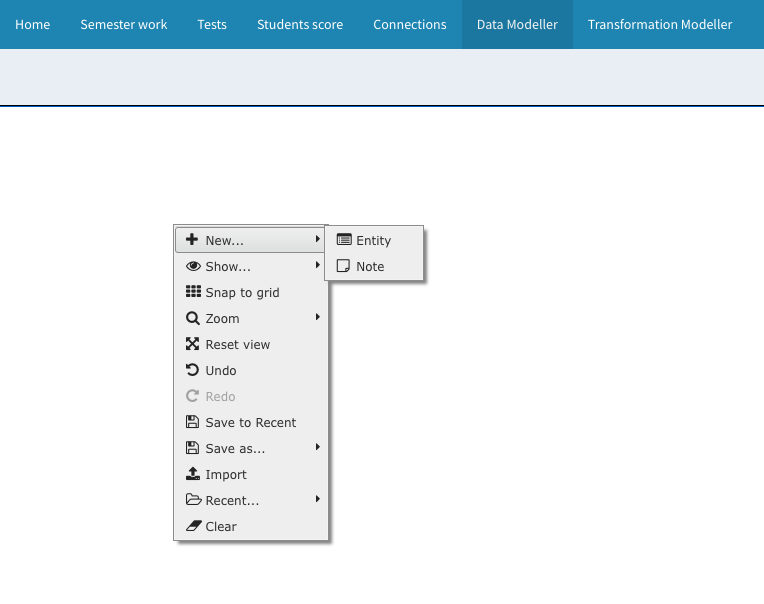 Home Semester work Tests Students score Connections Data Modeller Transformation Modeller
New...
Entity
Show...
Note
Snap to grid
Zoom
Reset view
Undo
Redo
Save to Recent
Save as...
Import
Recent...
Clear